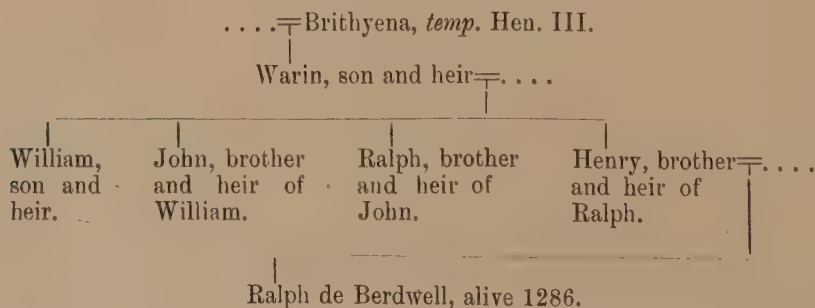 ....╤Brithyena, temp. Hen. III.
Warin, son and heir╤....
William, son and heir.
John, brother and heir of William.
Ralph, brother and heir of John.
Henry, brother╤.... and heir of Ralph.
Ralph de Berdwell, alive 1286.